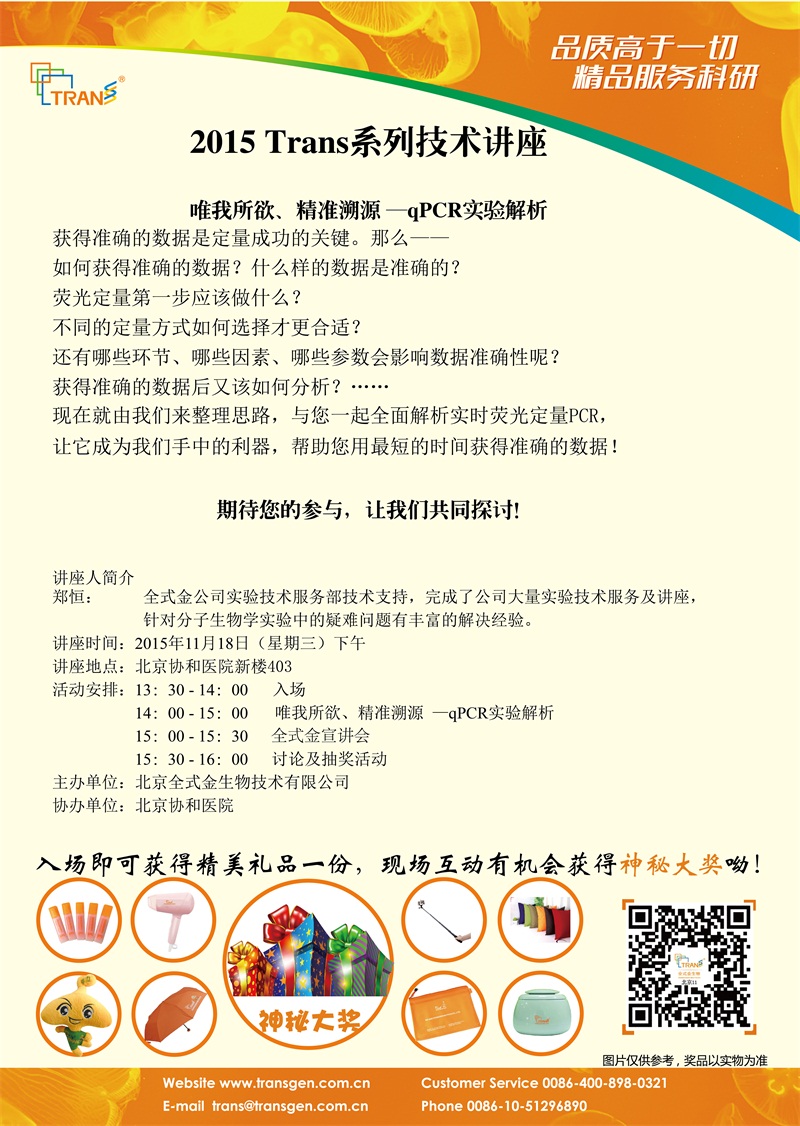 品质高于一切
精品服务科研
TRANS®
2015 Trans系列技术讲座
唯我所欲、精准溯源 —qPCR实验解析
获得准确的数据是定量成功的关键。那么——
如何获得准确的数据？什么样的数据是准确的？
荧光定量第一步应该做什么？
不同的定量方式如何选择才更合适？
还有哪些环节、哪些因素、哪些参数会影响数据准确性呢？
获得准确的数据后又该如何分析？……
现在就由我们来整理思路，与您一起全面解析实时荧光定量PCR，
让它成为我们手中的利器，帮助您用最短的时间获得准确的数据！
期待您的参与，让我们共同探讨！
讲座人简介
郑恒： 全式金公司实验技术服务部技术支持，完成了公司大量实验技术服务及讲座，
针对分子生物学实验中的疑难问题有丰富的解决经验。
讲座时间：2015年11月18日（星期三）下午
讲座地点：北京协和医院新楼403
活动安排：13：30 - 14：00 入场
14：00 - 15：00 唯我所欲、精准溯源 —qPCR实验解析
15：00 - 15：30 全式金宣讲会
15：30 - 16：00 讨论及抽奖活动
主办单位：北京全式金生物技术有限公司
协办单位：北京协和医院
入场即可获得精美礼品一份，现场互动有机会获得神秘大奖呦！
神秘大奖
TRANS
图片仅供参考，奖品以实物为准
Website www.transgen.com.cn Customer Service 0086-400-898-0321
E-mail trans@transgen.com.cn Phone 0086-10-51296890